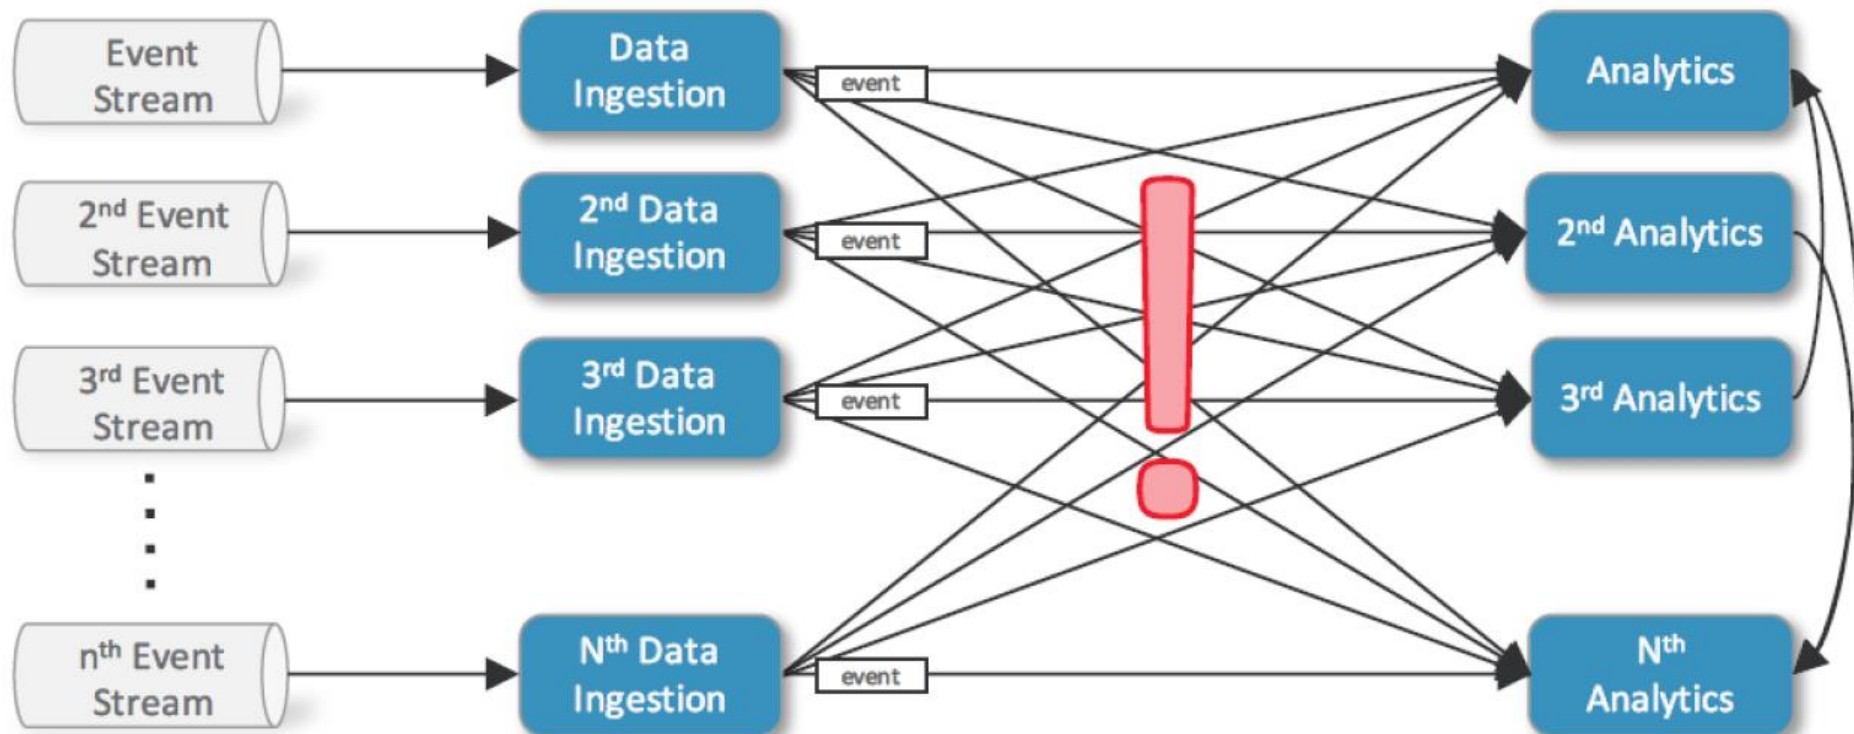 Event
Stream
Data
Ingestion
event
Analytics
2nd Event
Stream
2nd Data
Ingestion
event
2nd Analytics
3rd Event
Stream
3rd Data
Ingestion
event
3rd Analytics
nth Event
Stream
Nth Data
Ingestion
event
Nth
Analytics